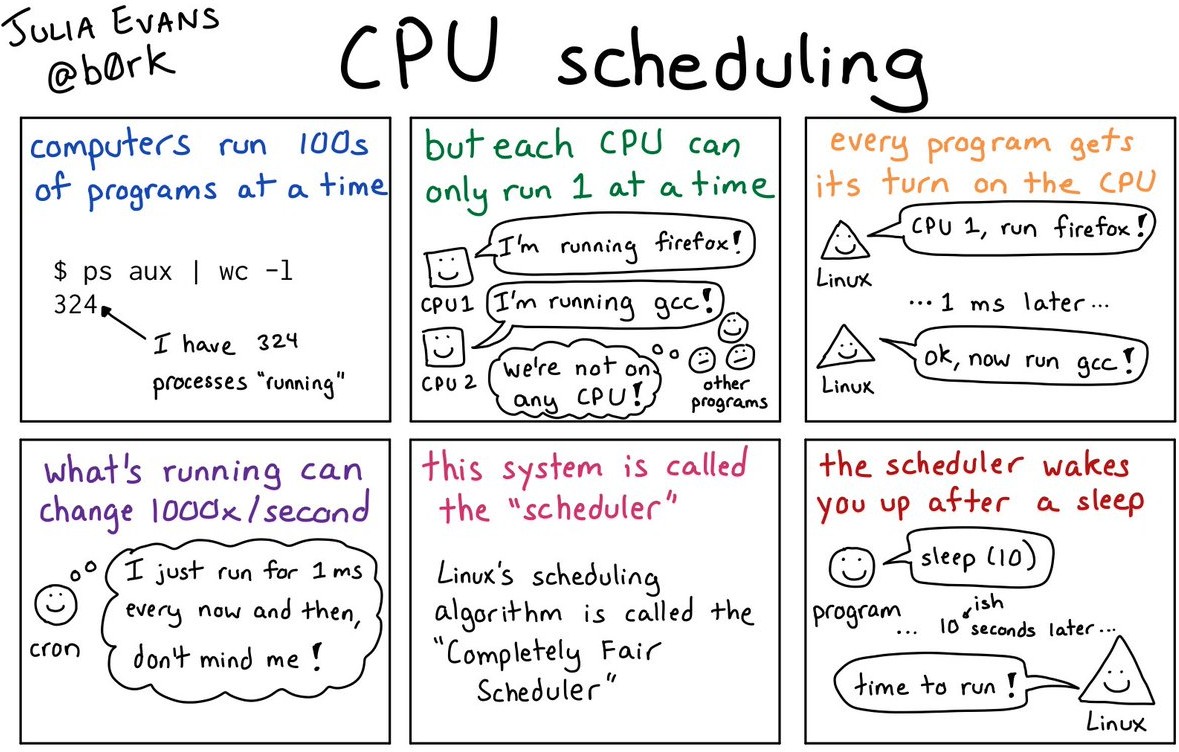 JULIA EVANS
@b0rk
CPU scheduling
computers run 100s
of programs at a time
$ ps aux | wc -l
324
I have 324
processes "running"
but each CPU can
only run 1 at a time
I'm running firefox!
CPU 1
I'm running gcc!
CPU 2
we're not on
any CPU!
other
programs
every program gets
its turn on the CPU
CPU 1, run firefox!
Linux
... 1 ms later ...
ok, now run gcc!
Linux
what's running can
change 1000x/second
I just run for 1 ms
every now and then,
don't mind me!
cron
this system is called
the "scheduler"
Linux's scheduling
algorithm is called the
"Completely Fair
Scheduler"
the scheduler wakes
you up after a sleep
sleep (10)
program
ish
... 10 seconds later ...
time to run!
Linux